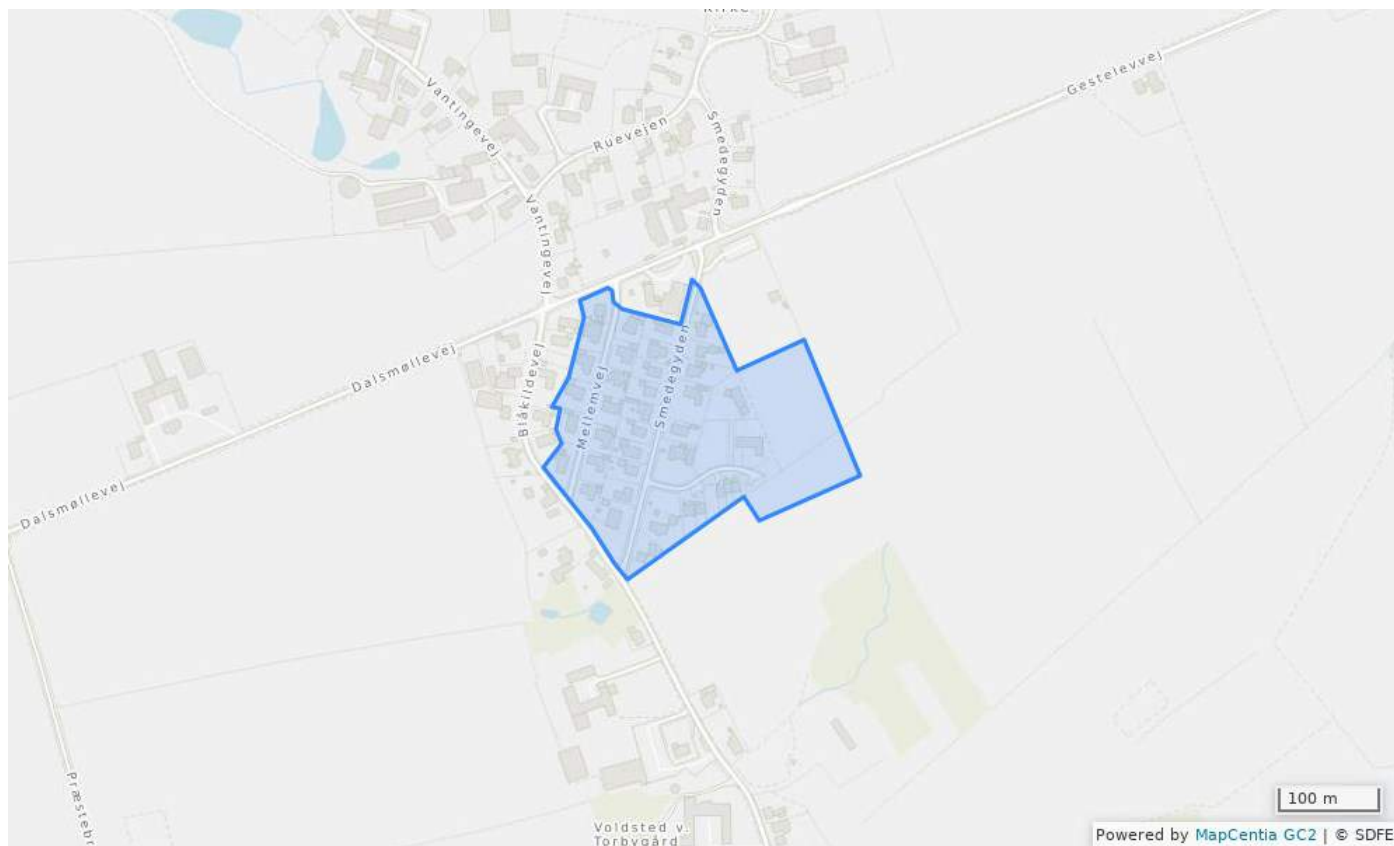 Vantingevej
Ruevejen
Smedegyden
Gestelevvej
Vantingevej
Dalsmøllevej
Blåkildevej
Mellemvej
Smedegyden
Dalsmøllevej
Voldsted v.
Torbygård
100 m
Powered by MapCentia GC2 | © SDFE